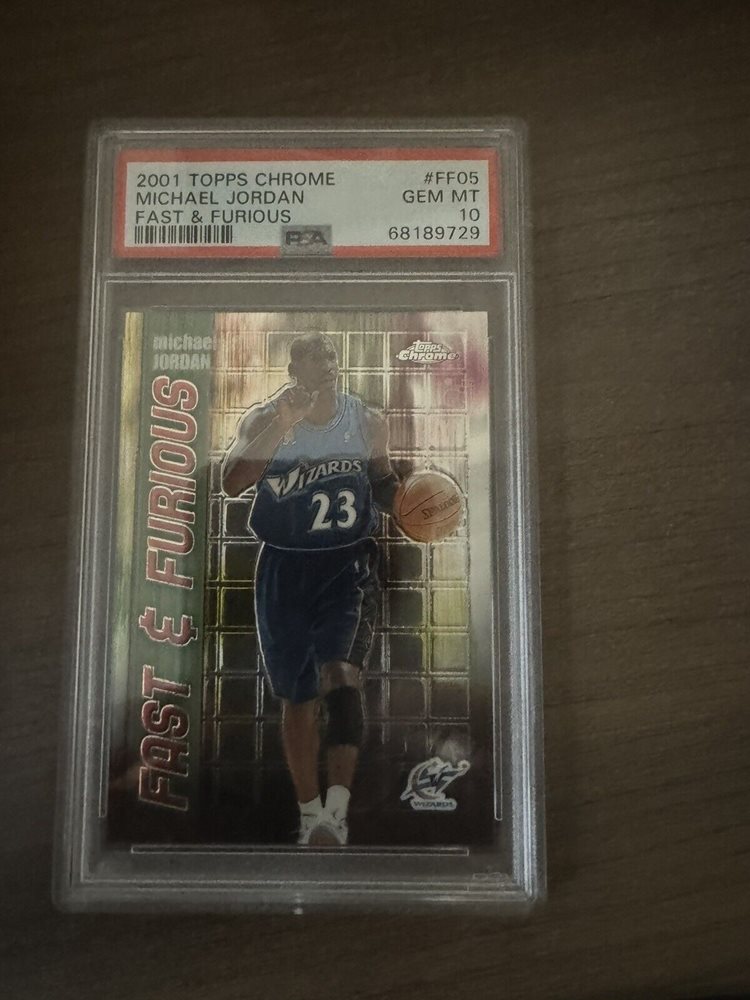 2001 TOPPS CHROME #FF05
MICHAEL JORDAN GEM MT
FAST & FURIOUS 10
PSA 68189729
michael
JORDAN
Topps
Chrome
FAST & FURIOUS
WIZARDS
23
SPALDING
WIZARDS